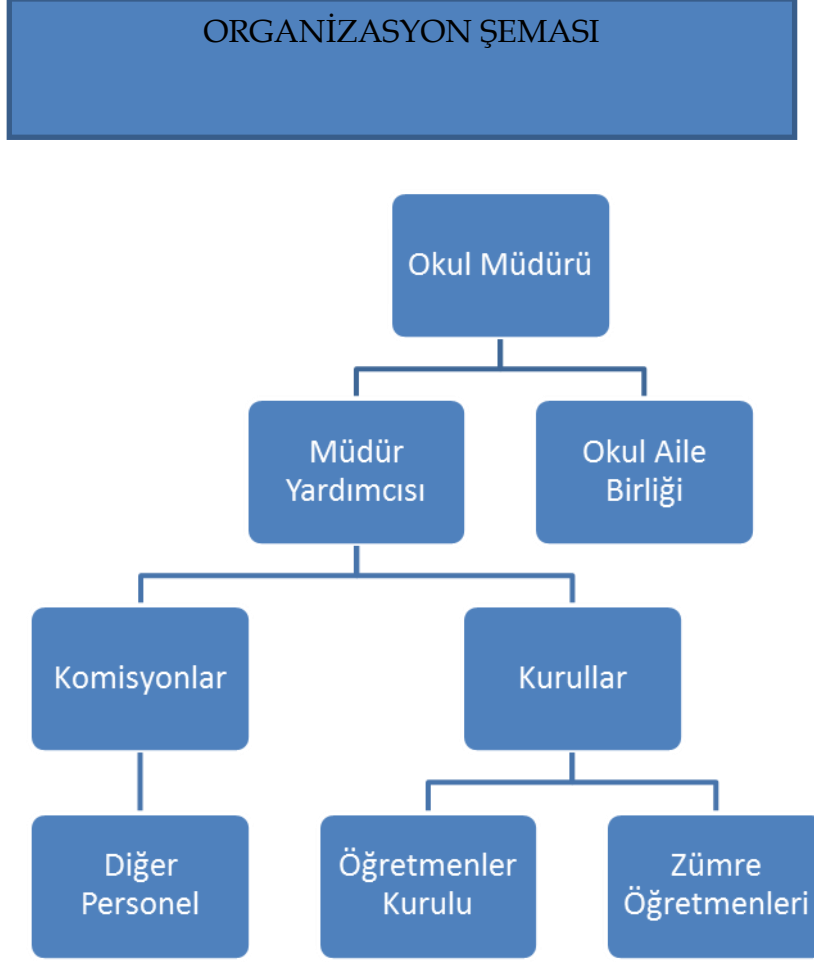 ORGANİZASYON ŞEMASI
Okul Müdürü
Müdür
Yardımcısı
Okul Aile
Birliği
Komisyonlar
Kurullar
Diğer
Personel
Öğretmenler
Kurulu
Zümre
Öğretmenleri